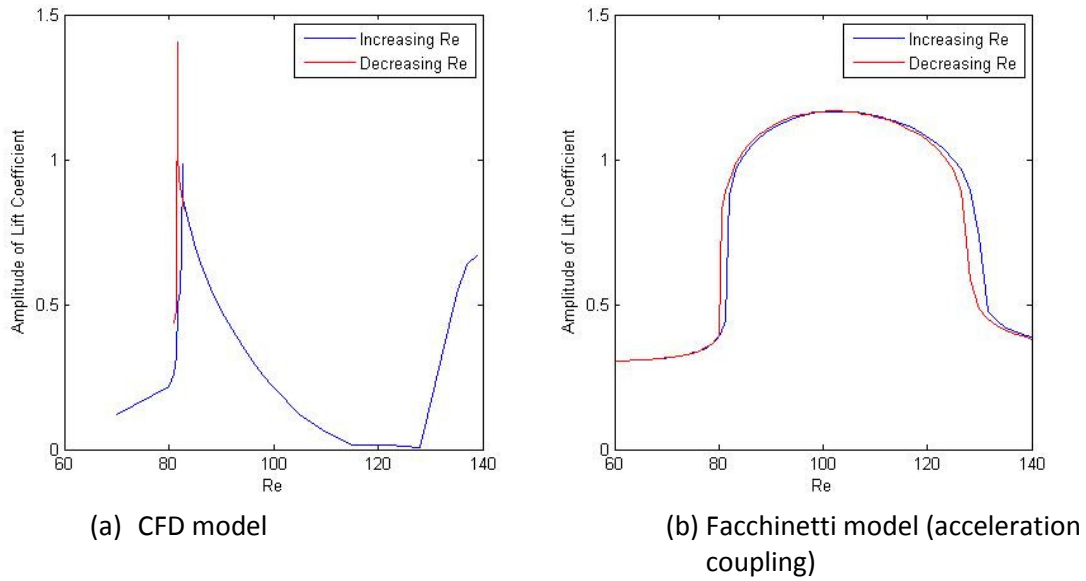 1.5
1
0.5
0
60
80
100
120
140
Re
Amplitude of Lift Coefficient
Increasing Re
Decreasing Re
(a) CFD model
1.5
1
0.5
0
60
80
100
120
140
Re
Amplitude of Lift Coefficient
Increasing Re
Decreasing Re
(b) Facchinetti model (acceleration
coupling)